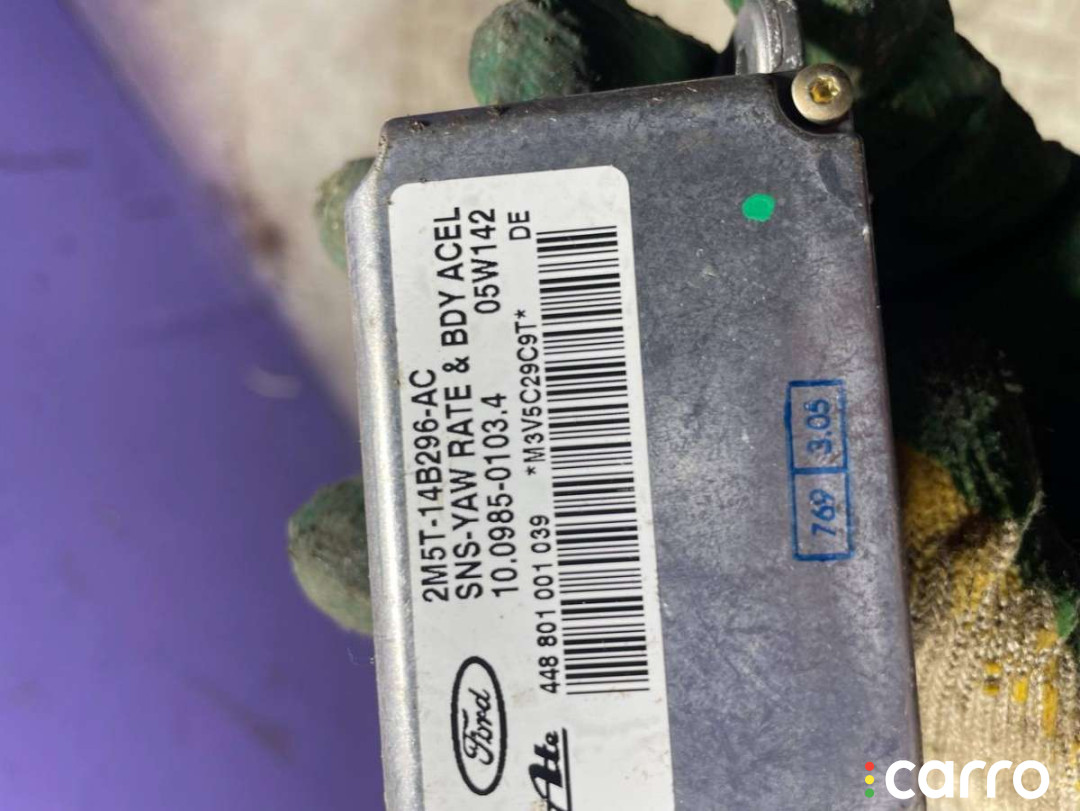 2M5T-14B296-AC
SNS-YAW RATE & BDY ACEL
10.0985-0103.4 05W142
DE
448 801 001 039 *M3V5C29C9T*
Ford
Ate
769 3.05
carro